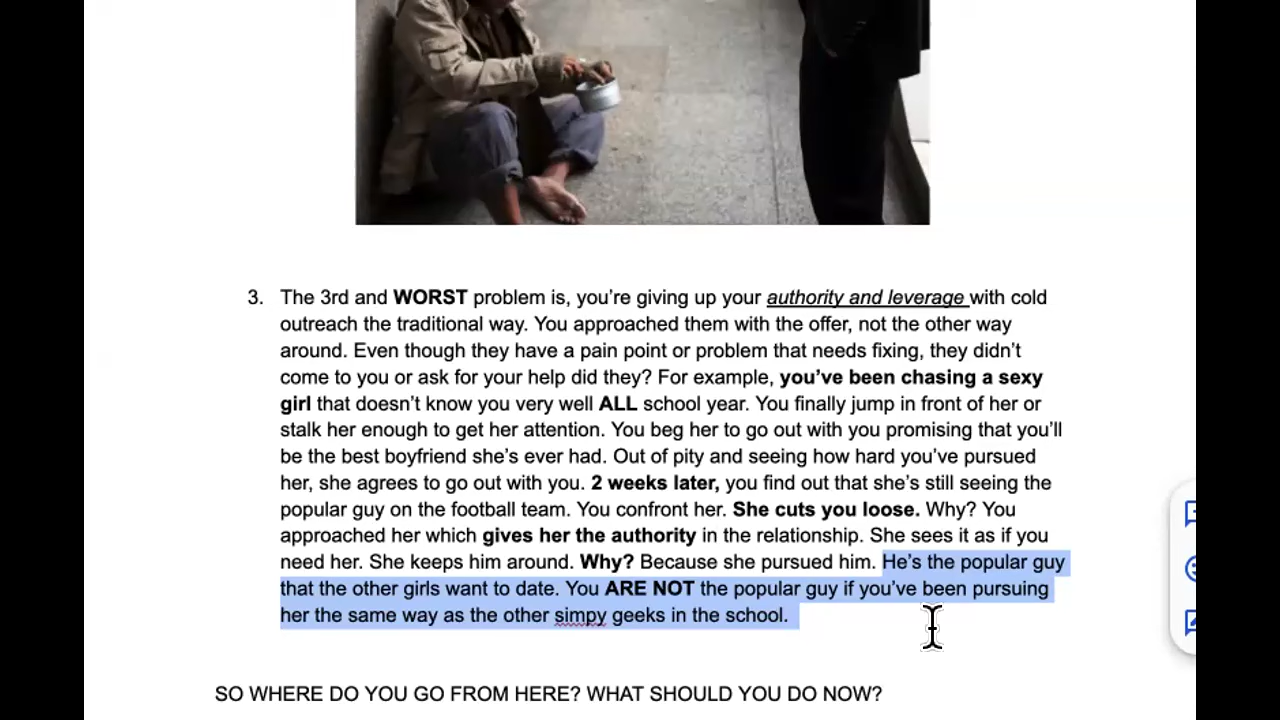 3. The 3rd and WORST problem is, you're giving up your authority and leverage with cold
outreach the traditional way. You approached them with the offer, not the other way
around. Even though they have a pain point or problem that needs fixing, they didn't
come to you or ask for your help did they? For example, you've been chasing a sexy
girl that doesn't know you very well ALL school year. You finally jump in front of her or
stalk her enough to get her attention. You beg her to go out with you promising that you'll
be the best boyfriend she's ever had. Out of pity and seeing how hard you've pursued
her, she agrees to go out with you. 2 weeks later, you find out that she's still seeing the
popular guy on the football team. You confront her. She cuts you loose. Why? You
approached her which gives her the authority in the relationship. She sees it as if you
need her. She keeps him around. Why? Because she pursued him. He's the popular guy
that the other girls want to date. You ARE NOT the popular guy if you've been pursuing
her the same way as the other simpy geeks in the school.
SO WHERE DO YOU GO FROM HERE? WHAT SHOULD YOU DO NOW?